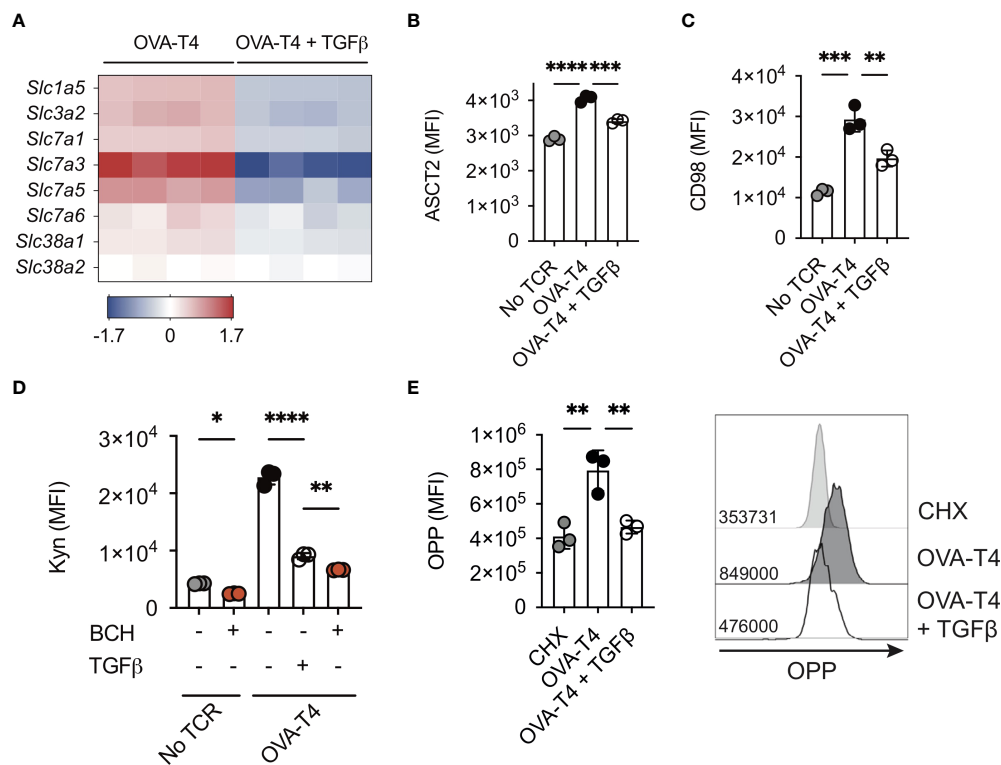 A
OVA-T4
OVA-T4 + TGFβ
Slc1a5
Slc3a2
Slc7a1
Slc7a3
Slc7a5
Slc7a6
Slc38a1
Slc38a2
-1.7 0 1.7
B
**** ***
ASCT2 (MFI)
4×10³
3×10³
2×10³
1×10³
0
No TCR
OVA-T4
OVA-T4 + TGFβ
C
*** **
CD98 (MFI)
4×10⁴
3×10⁴
2×10⁴
1×10⁴
0
No TCR
OVA-T4
OVA-T4 + TGFβ
D
* ****
**
Kyn (MFI)
3×10⁴
2×10⁴
1×10⁴
0
BCH - + - - +
TGFβ - - - + -
No TCR
OVA-T4
E
** **
OPP (MFI)
1×10⁶
8×10⁵
6×10⁵
4×10⁵
2×10⁵
0
CHX
OVA-T4
OVA-T4 + TGFβ
353731
CHX
849000
OVA-T4
476000
OVA-T4
+ TGFβ
OPP